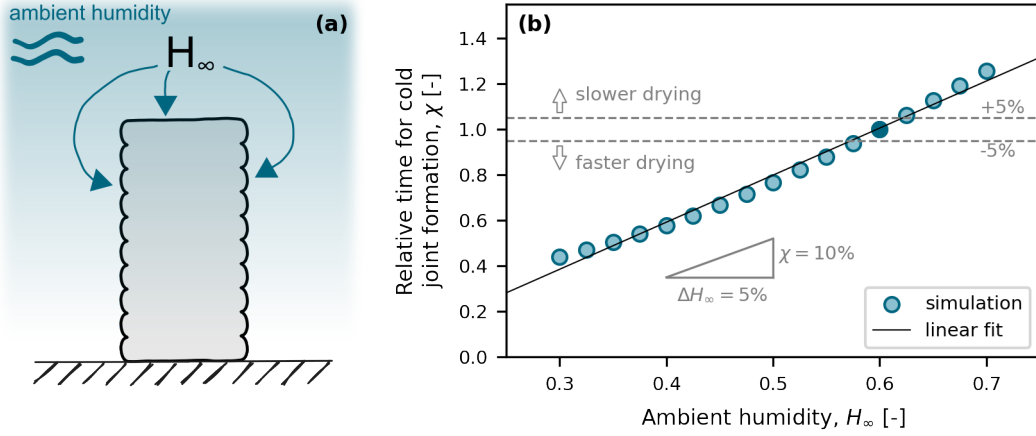 ambient humidity
(a)
H∞
(b)
Relative time for cold
joint formation, χ [-]
1.4
1.2
1.0
0.8
0.6
0.4
0.2
0.0
slower drying
+5%
-5%
faster drying
χ = 10%
ΔH∞ = 5%
simulation
linear fit
0.3 0.4 0.5 0.6 0.7
Ambient humidity, H∞ [-]